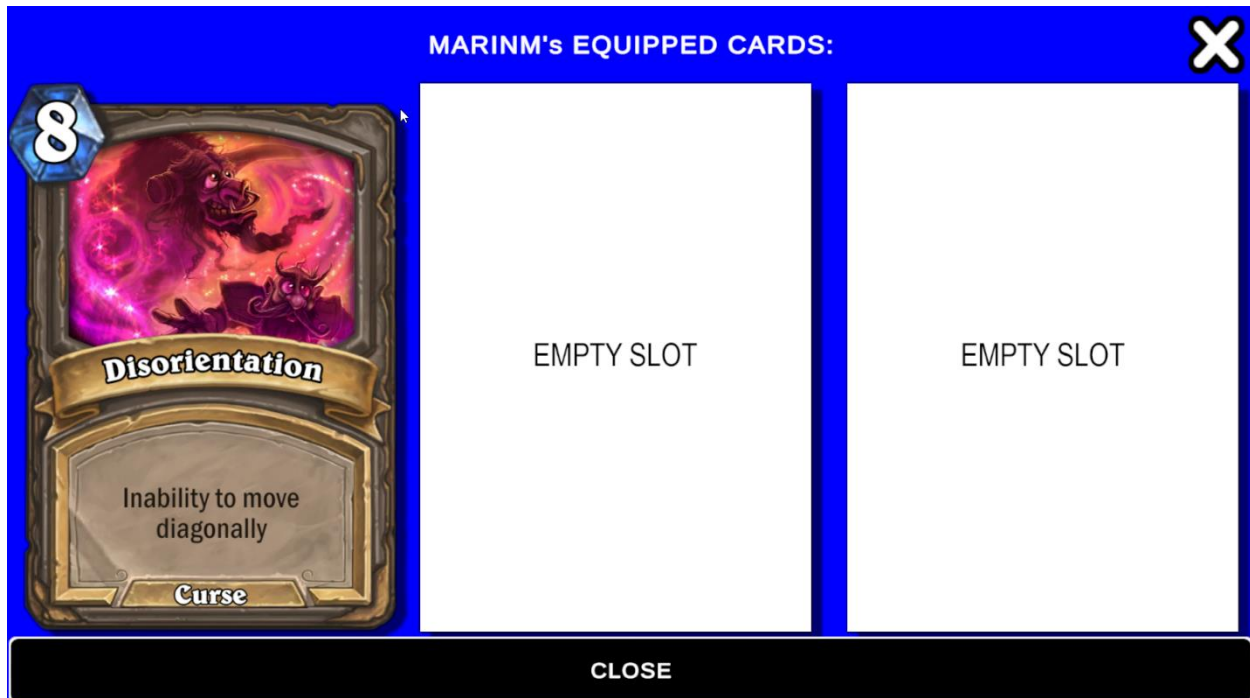 MARINM's EQUIPPED CARDS:
8
Disorientation
Inability to move
diagonally
Curse
EMPTY SLOT
EMPTY SLOT
CLOSE